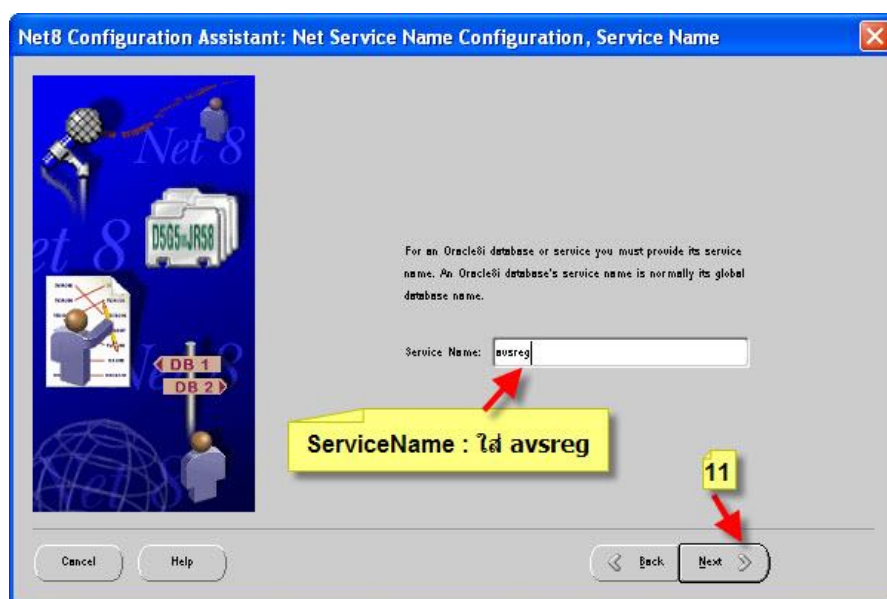 Net8 Configuration Assistant: Net Service Name Configuration, Service Name
Net 8
et 8
D5G5 JR58
DB 1
DB 2
For an Oracle8i database or service you must provide its service
name. An Oracle8i database's service name is normally its global
database name.
Service Name: avsreg
ServiceName : ใส่ avsreg
11
Cancel
Help
Back
Next